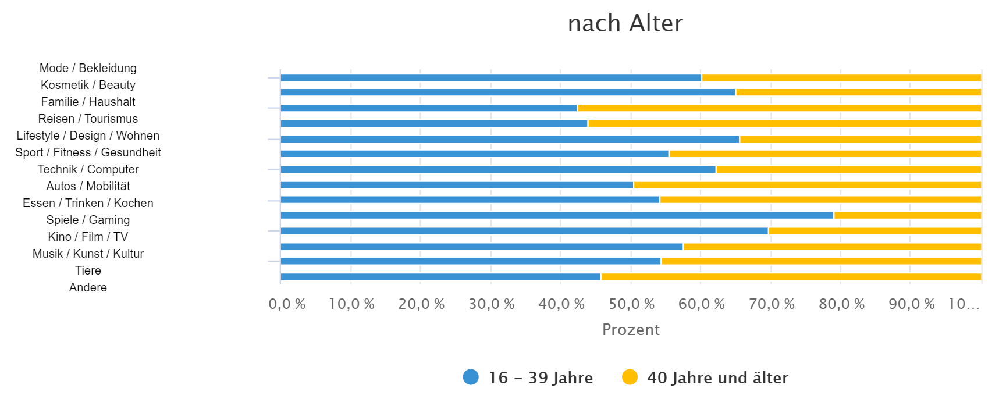 nach Alter
Mode / Bekleidung
Kosmetik / Beauty
Familie / Haushalt
Reisen / Tourismus
Lifestyle / Design / Wohnen
Sport / Fitness / Gesundheit
Technik / Computer
Autos / Mobilität
Essen / Trinken / Kochen
Spiele / Gaming
Kino / Film / TV
Musik / Kunst / Kultur
Tiere
Andere
0,0 % 10,0 % 20,0 % 30,0 % 40,0 % 50,0 % 60,0 % 70,0 % 80,0 % 90,0 % 10…
Prozent
16 – 39 Jahre 40 Jahre und älter